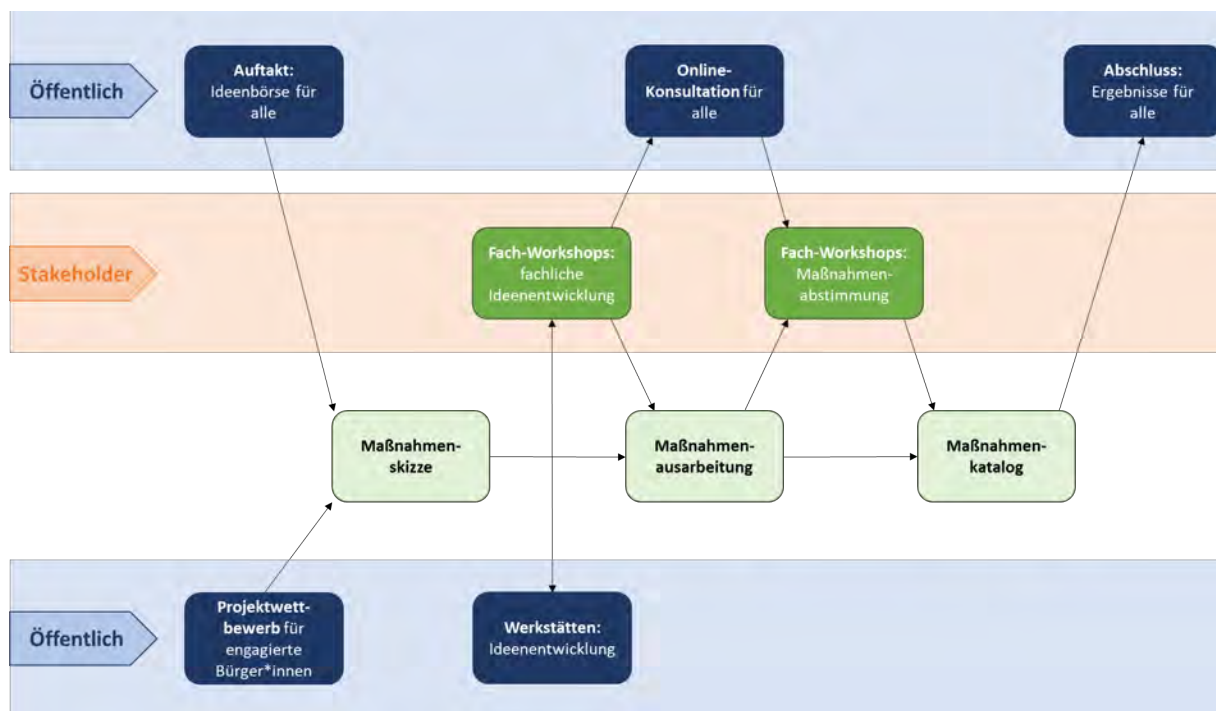 Öffentlich
Auftakt:
Ideenbörse für
alle
Online-
Konsultation für
alle
Abschluss:
Ergebnisse für
alle
Stakeholder
Fach-Workshops:
fachliche
Ideenentwicklung
Fach-Workshops:
Maßnahmen-
abstimmung
Maßnahmen-
skizze
Maßnahmen-
ausarbeitung
Maßnahmen-
katalog
Öffentlich
Projektwett-
bewerb für
engagierte
Bürger*innen
Werkstätten:
Ideenentwicklung